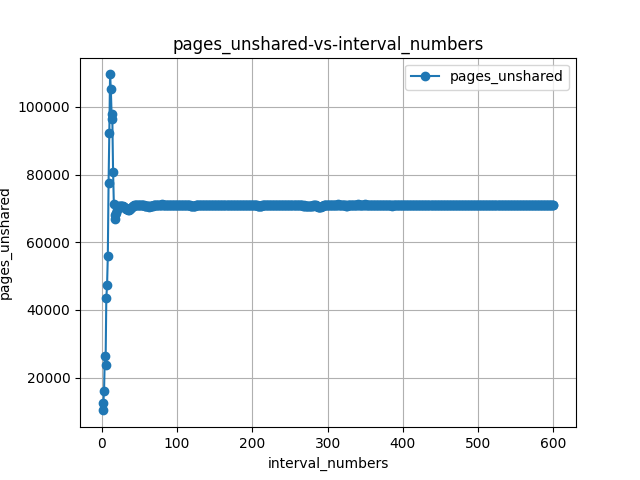 pages_unshared-vs-interval_numbers
pages_unshared
100000
80000
60000
40000
20000
pages_unshared
0 100 200 300 400 500 600
interval_numbers